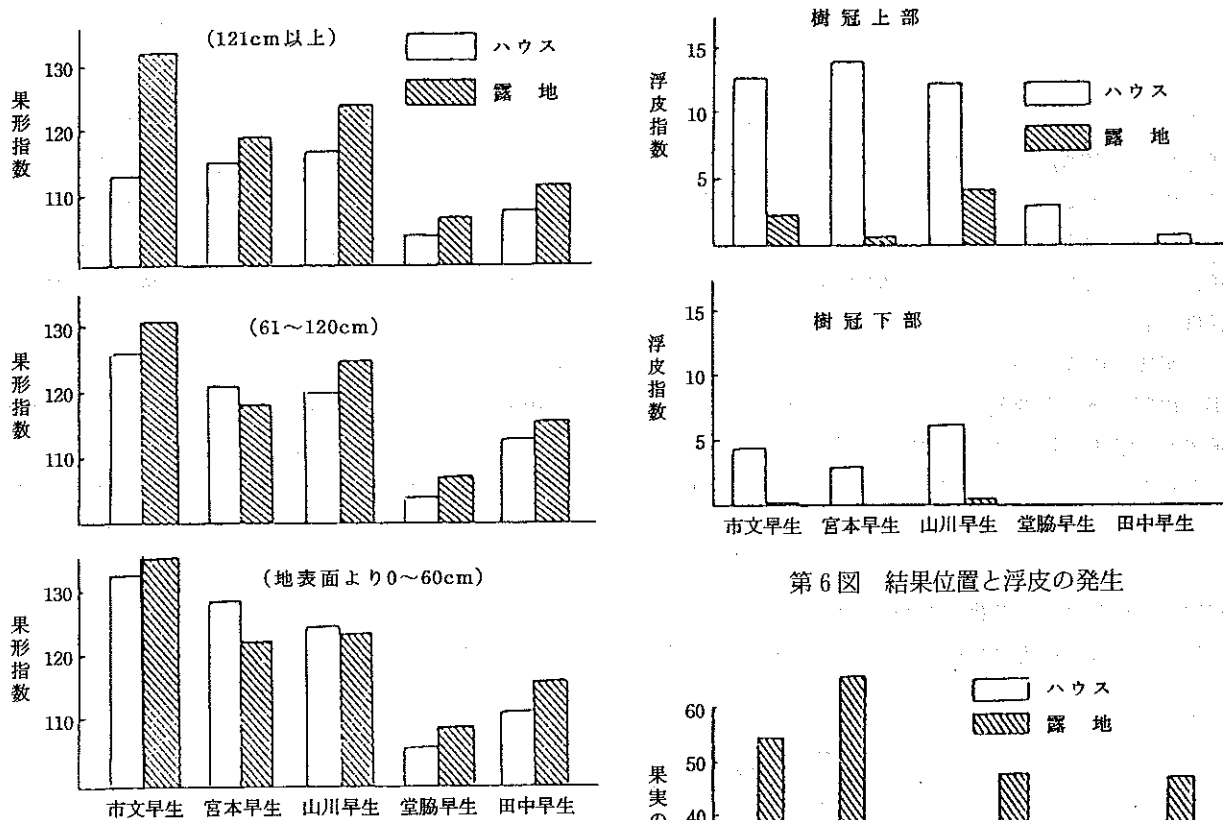 (121cm以上)
ハウス
露地
果形指数
130
120
110
(61～120cm)
果形指数
130
120
110
(地表面より0～60cm)
果形指数
130
120
110
市文早生 宮本早生 山川早生 堂脇早生 田中早生
樹冠上部
浮皮指数
15
10
5
ハウス
露地
樹冠下部
浮皮指数
15
10
5
市文早生 宮本早生 山川早生 堂脇早生 田中早生
第6図 結果位置と浮皮の発生
ハウス
露地
果実の
60
50
40